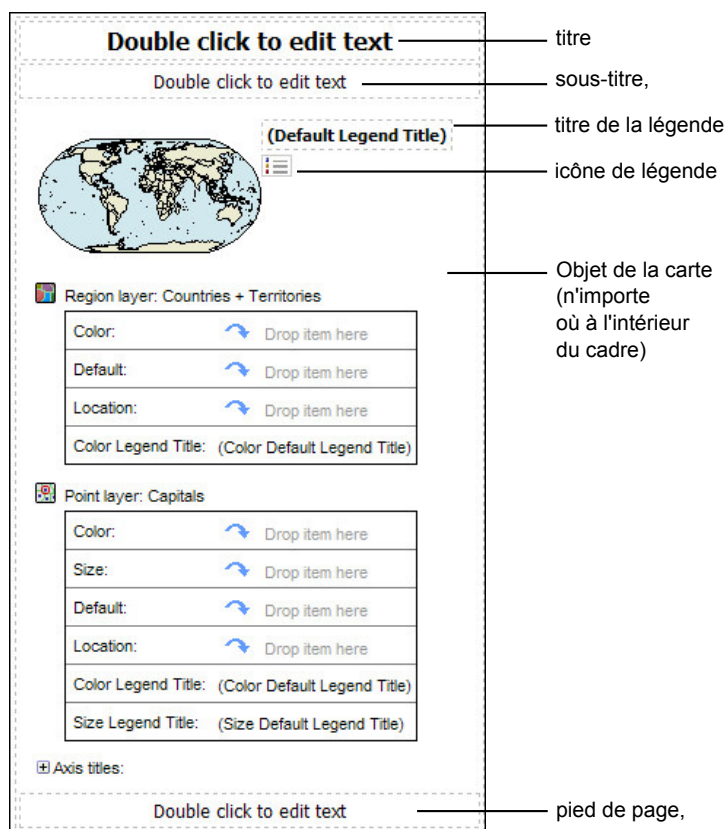 Double click to edit text
titre
Double click to edit text
sous-titre,
(Default Legend Title)
titre de la légende
icône de légende
Objet de la carte
(n'importe
où à l'intérieur
du cadre)
Region layer: Countries + Territories
Color: Drop item here
Default: Drop item here
Location: Drop item here
Color Legend Title: (Color Default Legend Title)
Point layer: Capitals
Color: Drop item here
Size: Drop item here
Default: Drop item here
Location: Drop item here
Color Legend Title: (Color Default Legend Title)
Size Legend Title: (Size Default Legend Title)
Axis titles:
Double click to edit text
pied de page,